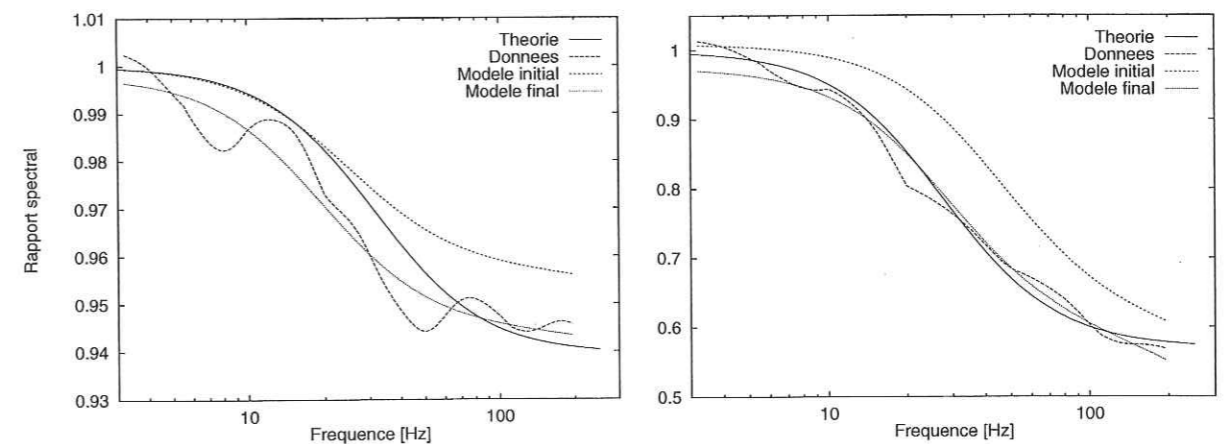 1.01
1
0.99
0.98
0.97
0.96
0.95
0.94
0.93
Rapport spectral
10
100
Frequence [Hz]
Theorie
Donnees
Modele initial
Modele final
1
0.9
0.8
0.7
0.6
0.5
10
100
Frequence [Hz]
Theorie
Donnees
Modele initial
Modele final